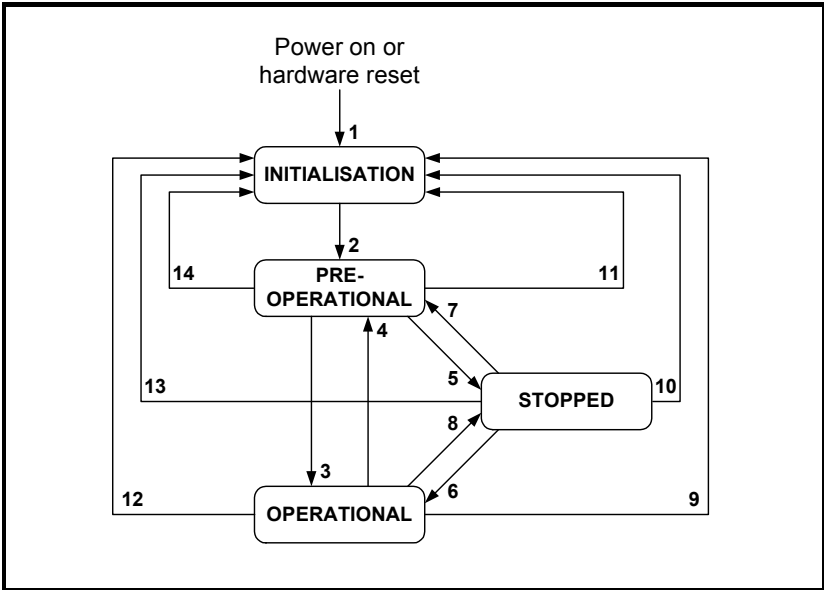 Power on or
hardware reset
1
INITIALISATION
2
14
PRE-
OPERATIONAL
11
7
4
5
13
STOPPED
10
8
3
6
12
OPERATIONAL
9